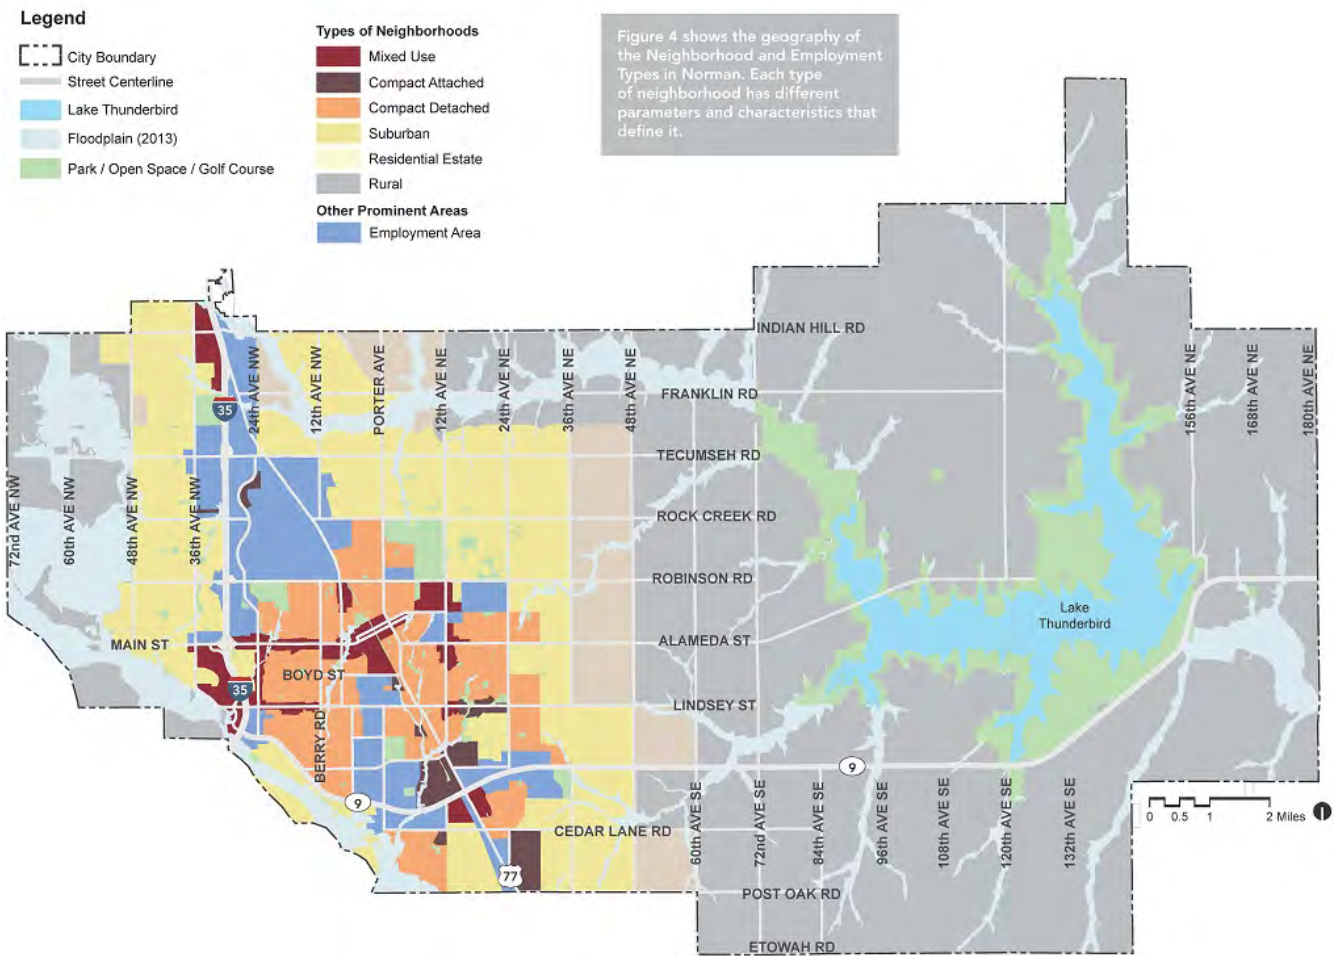 Legend
City Boundary
Street Centerline
Lake Thunderbird
Floodplain (2013)
Park / Open Space / Golf Course
Types of Neighborhoods
Mixed Use
Compact Attached
Compact Detached
Suburban
Residential Estate
Rural
Other Prominent Areas
Employment Area
Figure 4 shows the geography of
the Neighborhood and Employment
Types in Norman. Each type
of neighborhood has different
parameters and characteristics that
define it.
INDIAN HILL RD
FRANKLIN RD
TECUMSEH RD
ROCK CREEK RD
ROBINSON RD
ALAMEDA ST
LINDSEY ST
MAIN ST
BOYD ST
BERRY RD
CEDAR LANE RD
POST OAK RD
ETOWAH RD
72nd AVE NW
60th AVE NW
48th AVE NW
36th AVE NW
24th AVE NW
12th AVE NW
PORTER AVE
12th AVE NE
24th AVE NE
36th AVE NE
48th AVE NE
156th AVE NE
168th AVE NE
180th AVE NE
60th AVE SE
72nd AVE SE
84th AVE SE
96th AVE SE
108th AVE SE
120th AVE SE
132th AVE SE
35
35
9
9
77
Lake
Thunderbird
0 0.5 1 2 Miles